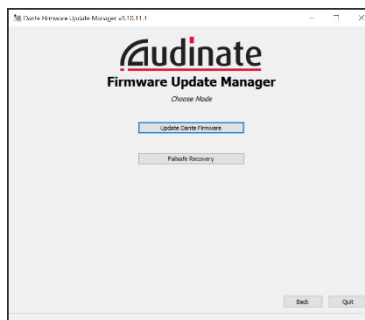 Dante Firmware Update Manager v3.10.11.1
Audinate
Firmware Update Manager
Choose Mode
Update Dante Firmware
Failsafe Recovery
Back Quit